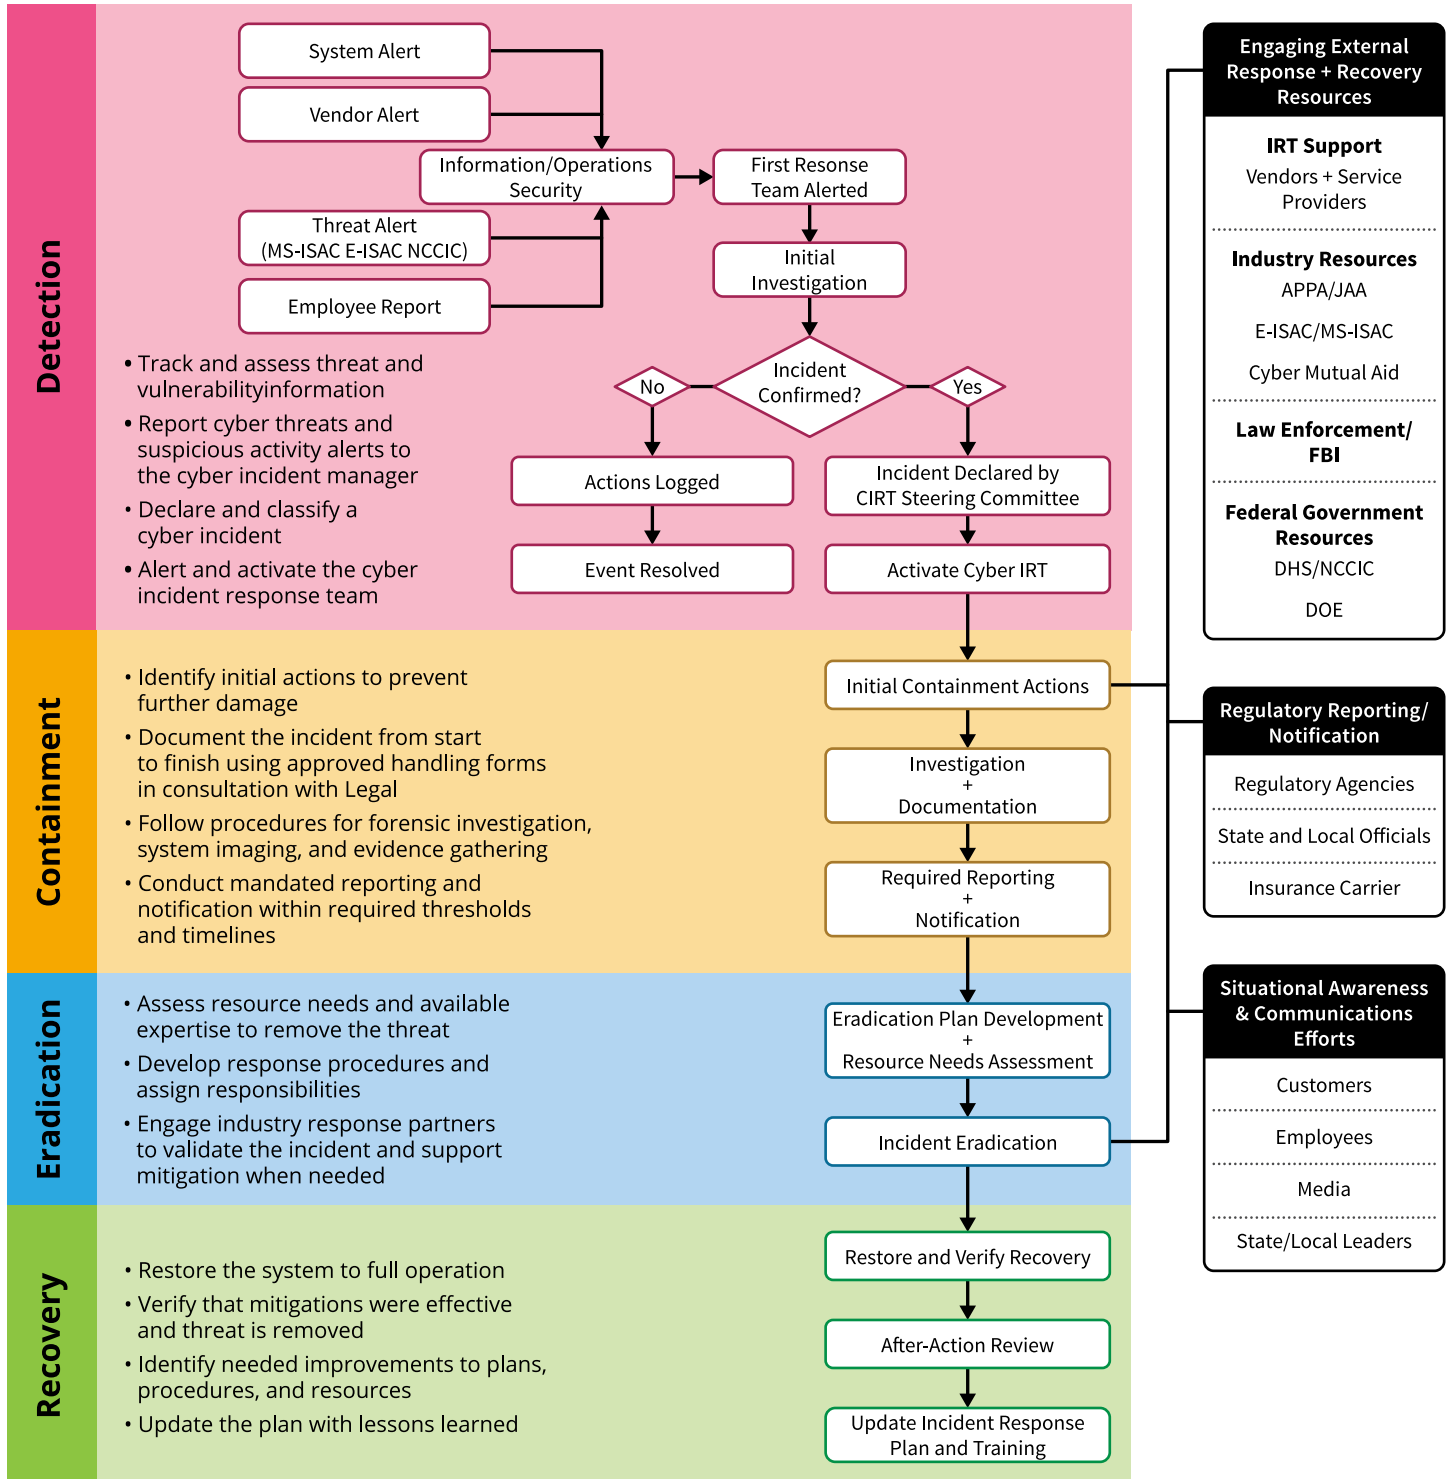 Detection
System Alert
Vendor Alert
Information/Operations
Security
First Resonse
Team Alerted
Threat Alert
(MS-ISAC E-ISAC NCCIC)
Employee Report
Initial
Investigation
Incident
Confirmed?
No
Yes
Actions Logged
Event Resolved
Incident Declared by
CIRT Steering Committee
Activate Cyber IRT
• Track and assess threat and
vulnerabilityinformation
• Report cyber threats and
suspicious activity alerts to
the cyber incident manager
• Declare and classify a
cyber incident
• Alert and activate the cyber
incident response team
Containment
• Identify initial actions to prevent
further damage
• Document the incident from start
to finish using approved handling forms
in consultation with Legal
• Follow procedures for forensic investigation,
system imaging, and evidence gathering
• Conduct mandated reporting and
notification within required thresholds
and timelines
Initial Containment Actions
Investigation
+
Documentation
Required Reporting
+
Notification
Eradication
• Assess resource needs and available
expertise to remove the threat
• Develop response procedures and
assign responsibilities
• Engage industry response partners
to validate the incident and support
mitigation when needed
Eradication Plan Development
+
Resource Needs Assessment
Incident Eradication
Recovery
• Restore the system to full operation
• Verify that mitigations were effective
and threat is removed
• Identify needed improvements to plans,
procedures, and resources
• Update the plan with lessons learned
Restore and Verify Recovery
After-Action Review
Update Incident Response
Plan and Training
Engaging External
Response + Recovery
Resources
IRT Support
Vendors + Service
Providers
Industry Resources
APPA/JAA
E-ISAC/MS-ISAC
Cyber Mutual Aid
Law Enforcement/
FBI
Federal Government
Resources
DHS/NCCIC
DOE
Regulatory Reporting/
Notification
Regulatory Agencies
State and Local Officials
Insurance Carrier
Situational Awareness
& Communications
Efforts
Customers
Employees
Media
State/Local Leaders